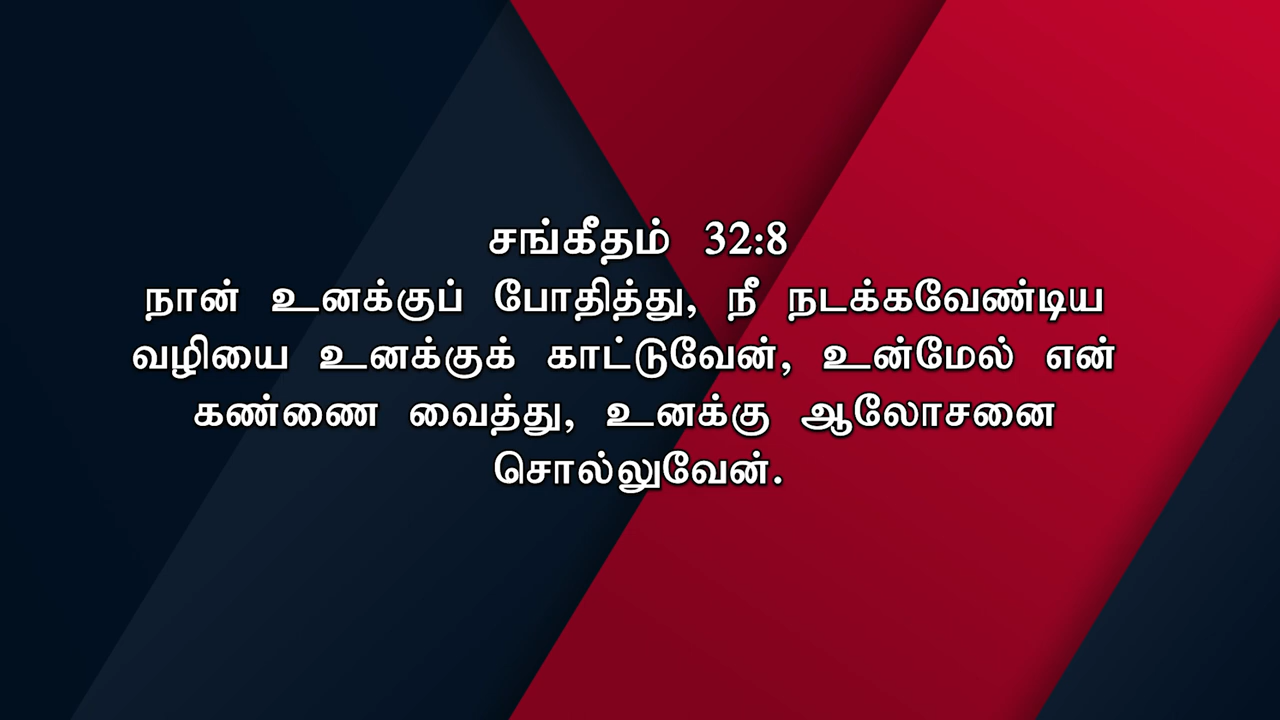 சங்கீதம் 32:8
நான் உனக்குப் போதித்து, நீ நடக்கவேண்டிய
வழியை உனக்குக் காட்டுவேன், உன்மேல் என்
கண்ணை வைத்து, உனக்கு ஆலோசனை
சொல்லுவேன்.